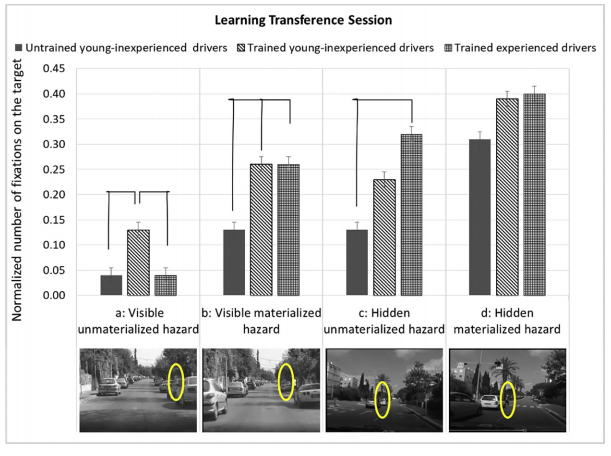 Learning Transference Session
Untrained young-inexperienced drivers Trained young-inexperienced drivers Trained experienced drivers
Normalized number of fixations on the target
0.45
0.40
0.35
0.30
0.25
0.20
0.15
0.10
0.05
0.00
a: Visible
unmaterialized hazard
b: Visible materialized
hazard
c: Hidden
unmaterialized hazard
d: Hidden
materialized hazard